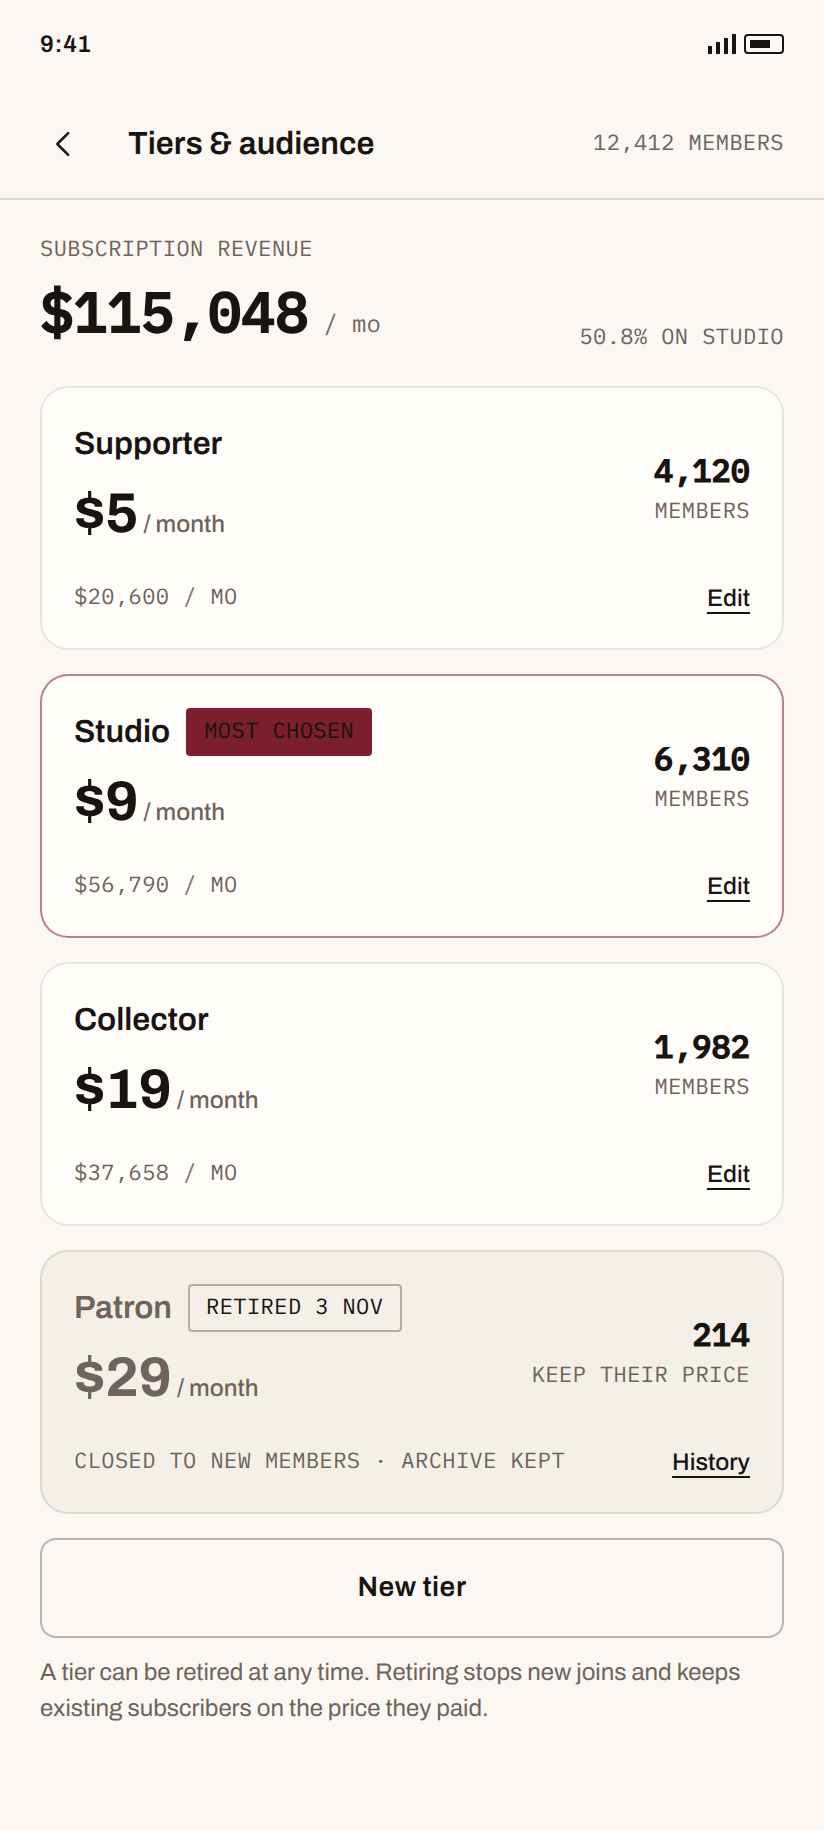 9:41
Tiers & audience
12,412 MEMBERS
SUBSCRIPTION REVENUE
$115,048 / mo
50.8% ON STUDIO
Supporter
$5 / month
4,120
MEMBERS
$20,600 / MO
Edit
Studio
MOST CHOSEN
$9 / month
6,310
MEMBERS
$56,790 / MO
Edit
Collector
$19 / month
1,982
MEMBERS
$37,658 / MO
Edit
Patron
RETIRED 3 NOV
$29 / month
214
KEEP THEIR PRICE
CLOSED TO NEW MEMBERS · ARCHIVE KEPT
History
New tier
A tier can be retired at any time. Retiring stops new joins and keeps
existing subscribers on the price they paid.